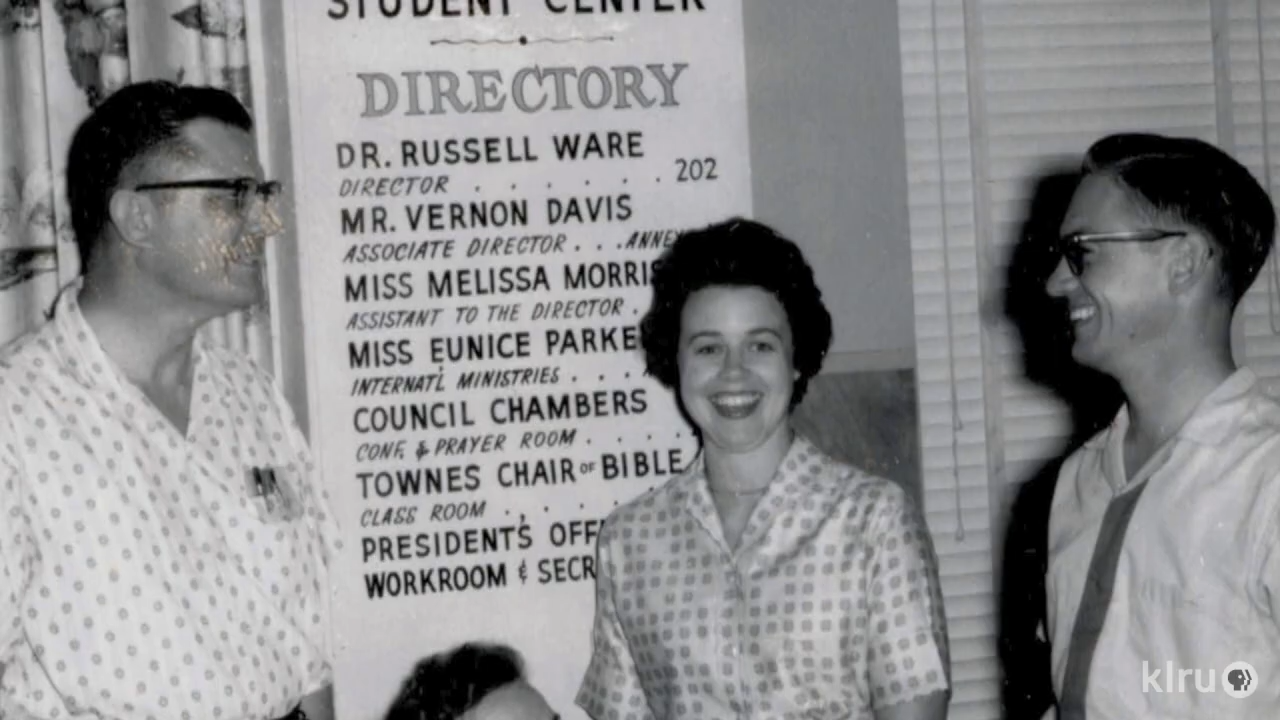 STUDENT CENTER
DIRECTORY
DR. RUSSELL WARE
DIRECTOR . . . . . . 202
MR. VERNON DAVIS
ASSOCIATE DIRECTOR . . . ANNEX
MISS MELISSA MORRIS
ASSISTANT TO THE DIRECTOR .
MISS EUNICE PARKE
INTERNAT'L MINISTRIES . . .
COUNCIL CHAMBERS
CONF. & PRAYER ROOM . . . .
TOWNES CHAIR OF BIBLE
CLASS ROOM . . . .
PRESIDENT'S OFF
WORKROOM & SECR
klru